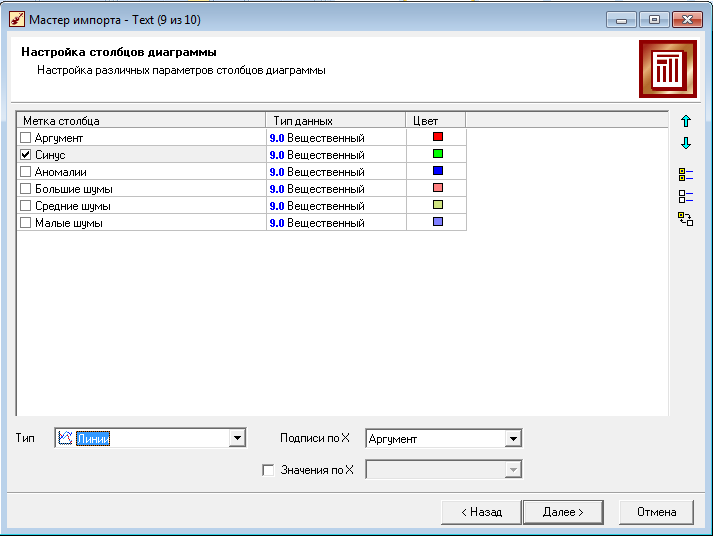 Мастер импорта - Text (9 из 10)
Настройка столбцов диаграммы
Настройка различных параметров столбцов диаграммы
Метка столбца Тип данных Цвет
Аргумент 9.0 Вещественный
Синус 9.0 Вещественный
Аномалии 9.0 Вещественный
Большие шумы 9.0 Вещественный
Средние шумы 9.0 Вещественный
Малые шумы 9.0 Вещественный
Тип Линии Подписи по X Аргумент
Значения по X
< Назад Далее > Отмена